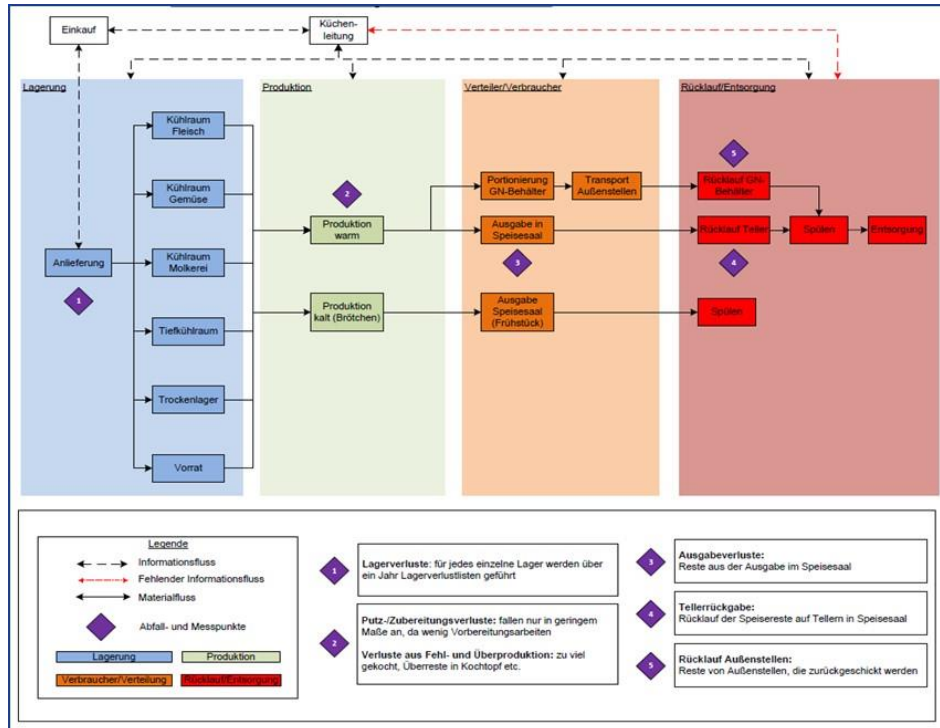 Einkauf
Küchen-
leitung
Lagerung
Produktion
Verteiler/Verbraucher
Rücklauf/Entsorgung
Kühlraum
Fleisch
Kühlraum
Gemüse
Anlieferung
Kühlraum
Molkerei
Tiefkühlraum
Trockenlager
Vorrat
1
2
Produktion
warm
Produktion
kalt (Brötchen)
Portionierung
GN-Behälter
Transport
Außenstellen
Ausgabe in
Speisesaal
3
Ausgabe
Speisesaal
(Frühstück)
5
Rücklauf GN-
Behälter
Rücklauf Teller
Spülen
Entsorgung
4
Spülen
Legende
Informationsfluss
Fehlender Informationsfluss
Materialfluss
Abfall- und Messpunkte
Lagerung
Produktion
Verbraucher/Verteilung
Rücklauf/Entsorgung
1
Lagerverluste: für jedes einzelne Lager werden über
ein Jahr Lagerverlustlisten geführt
2
Putz-/Zubereitungsverluste: fallen nur in geringem
Maße an, da wenig Vorbereitungsarbeiten
Verluste aus Fehl- und Überproduktion: zu viel
gekocht, Überreste in Kochtopf etc.
3
Ausgabeverluste:
Reste aus der Ausgabe im Speisesaal
4
Tellerrückgabe:
Rücklauf der Speisereste auf Tellern in Speisesaal
5
Rücklauf Außenstellen:
Reste von Außenstellen, die zurückgeschickt werden